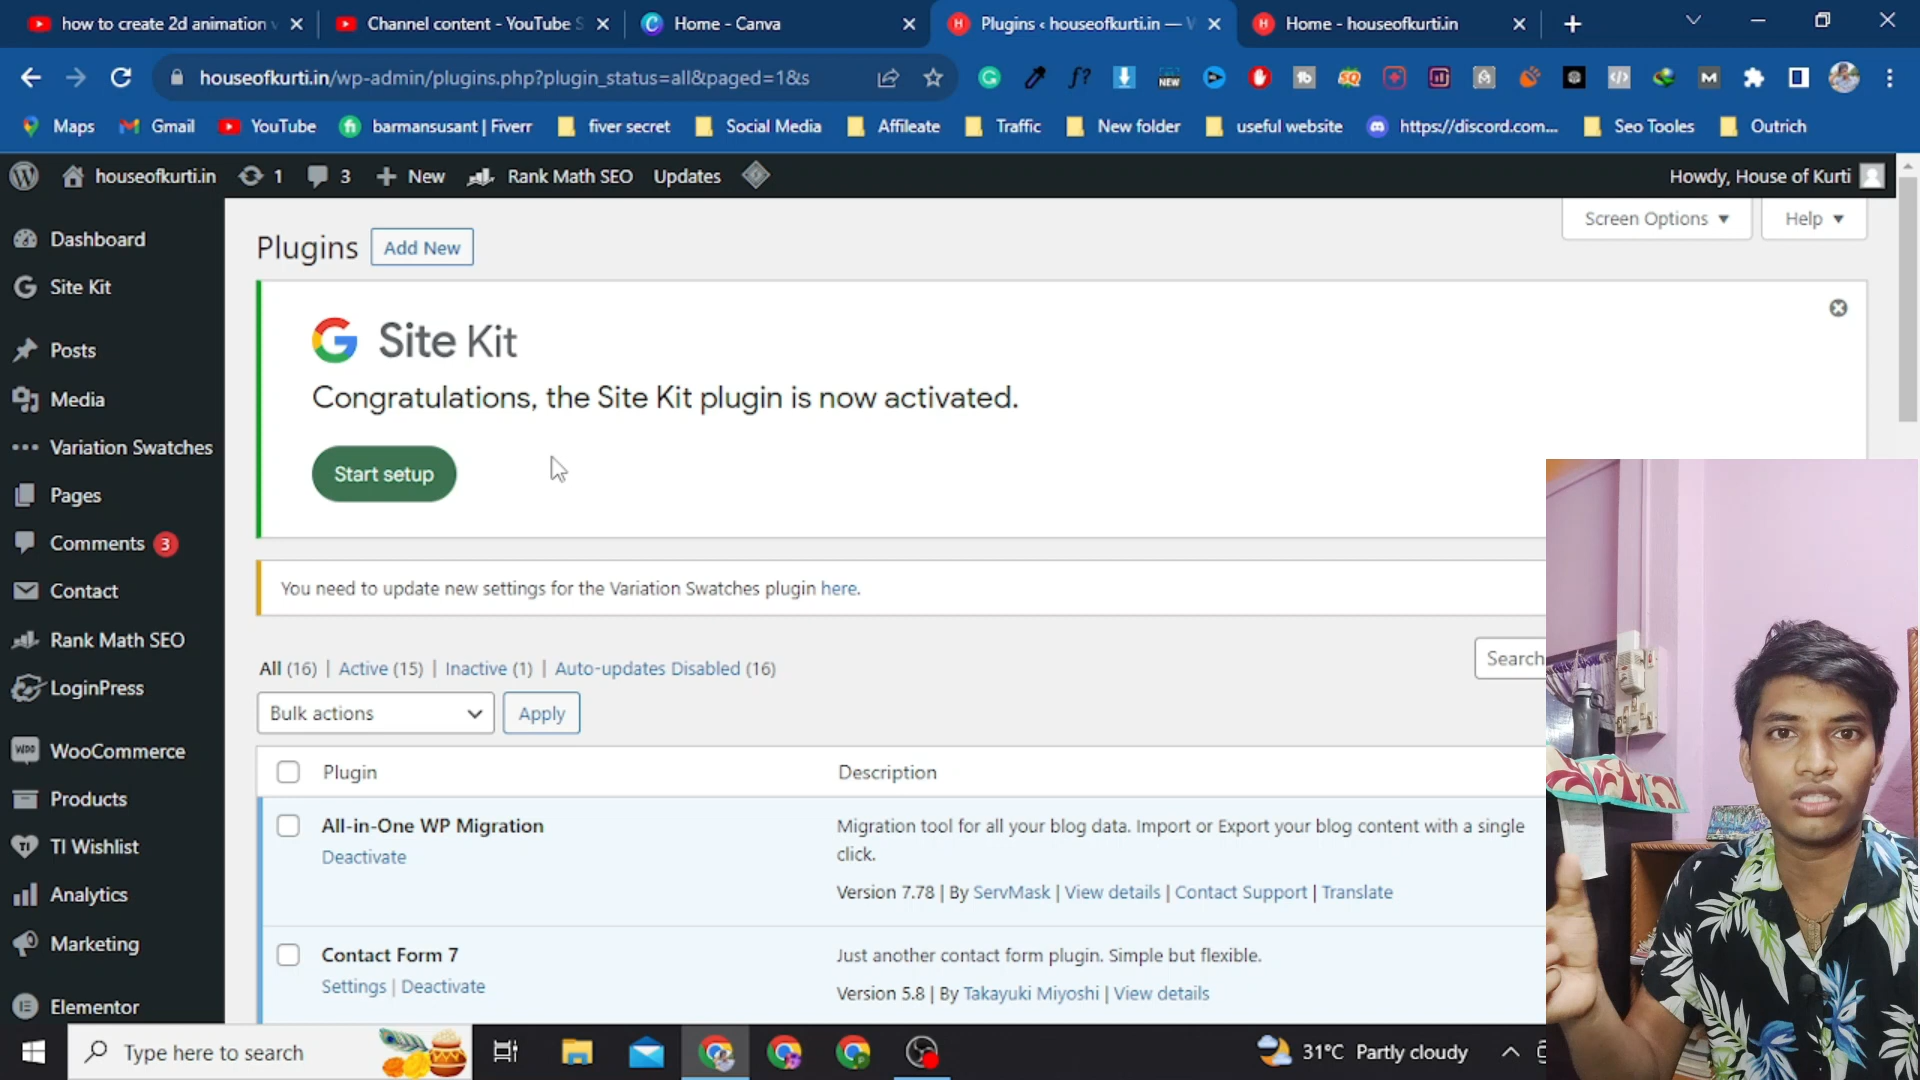 how to create 2d animation
Channel content - YouTube S
Home - Canva
Plugins ‹ houseofkurti.in — W
Home - houseofkurti.in
houseofkurti.in/wp-admin/plugins.php?plugin_status=all&paged=1&s
f?
NEW
Maps
Gmail
YouTube
barmansusant | Fiverr
fiver secret
Social Media
Affileate
Traffic
New folder
useful website
https://discord.com...
Seo Tooles
Outrich
houseofkurti.in
1
3
New
Rank Math SEO
Updates
Howdy, House of Kurti
Dashboard
Site Kit
Posts
Media
Variation Swatches
Pages
Comments 3
Contact
Rank Math SEO
LoginPress
WooCommerce
Products
TI Wishlist
Analytics
Marketing
Elementor
Screen Options
Help
Plugins
Add New
Site Kit
Congratulations, the Site Kit plugin is now activated.
Start setup
You need to update new settings for the Variation Swatches plugin here.
All (16) | Active (15) | Inactive (1) | Auto-updates Disabled (16)
Search
Bulk actions
Apply
Plugin
Description
All-in-One WP Migration
Deactivate
Migration tool for all your blog data. Import or Export your blog content with a single
click.
Version 7.78 | By ServMask | View details | Contact Support | Translate
Contact Form 7
Settings | Deactivate
Just another contact form plugin. Simple but flexible.
Version 5.8 | By Takayuki Miyoshi | View details
Type here to search
31°C Partly cloudy